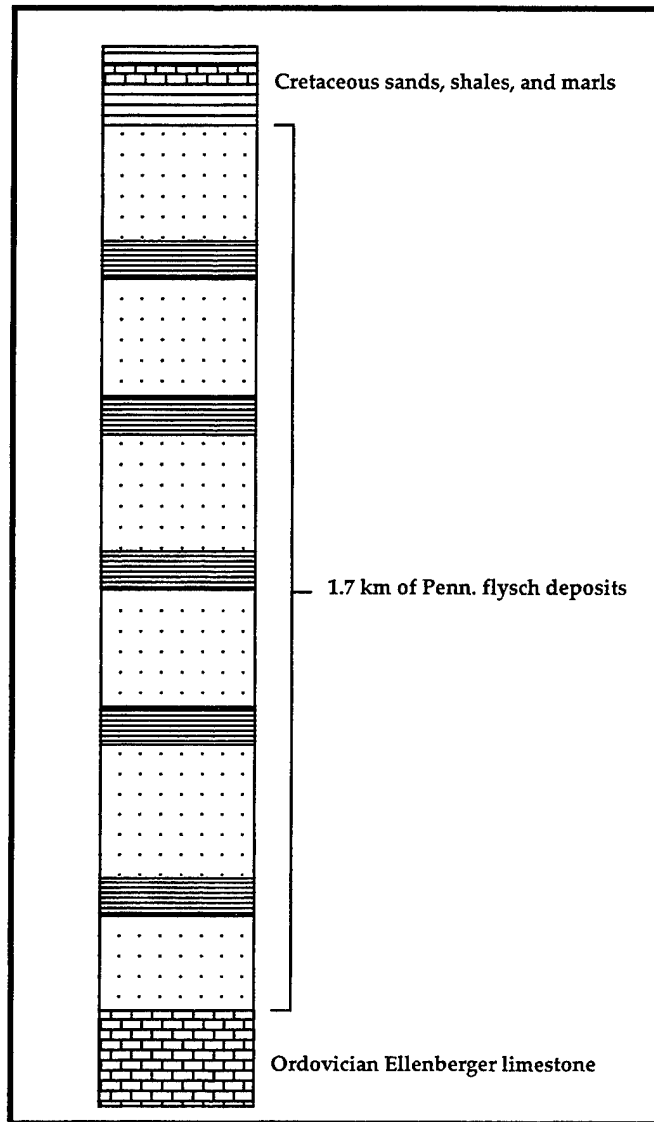 Cretaceous sands, shales, and marls
1.7 km of Penn. flysch deposits
Ordovician Ellenberger limestone